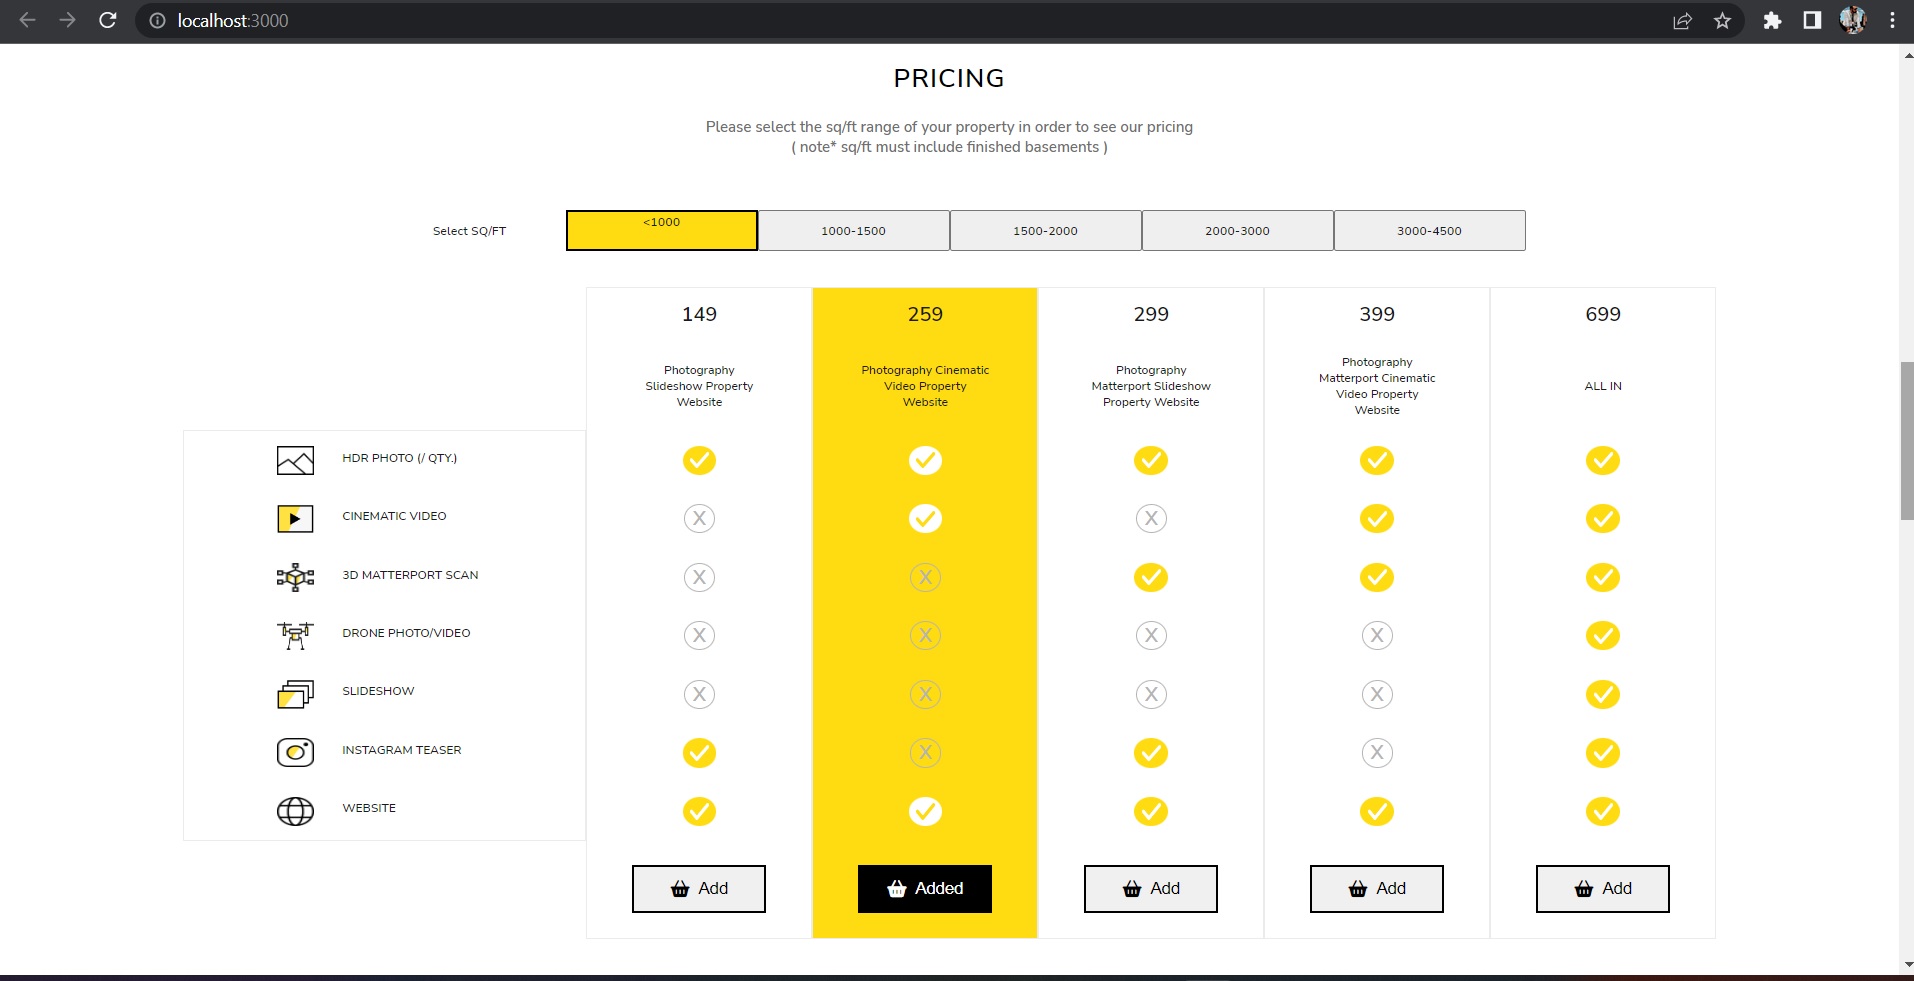 localhost:3000
PRICING
Please select the sq/ft range of your property in order to see our pricing
( note* sq/ft must include finished basements )
Select SQ/FT
<1000
1000-1500
1500-2000
2000-3000
3000-4500
149
259
299
399
699
Photography
Slideshow Property
Website
Photography Cinematic
Video Property
Website
Photography
Matterport Slideshow
Property Website
Photography
Matterport Cinematic
Video Property
Website
ALL IN
HDR PHOTO (/ QTY.)
CINEMATIC VIDEO
X
X
3D MATTERPORT SCAN
X
X
DRONE PHOTO/VIDEO
X
X
X
X
SLIDESHOW
X
X
X
X
INSTAGRAM TEASER
X
X
WEBSITE
Add
Added
Add
Add
Add